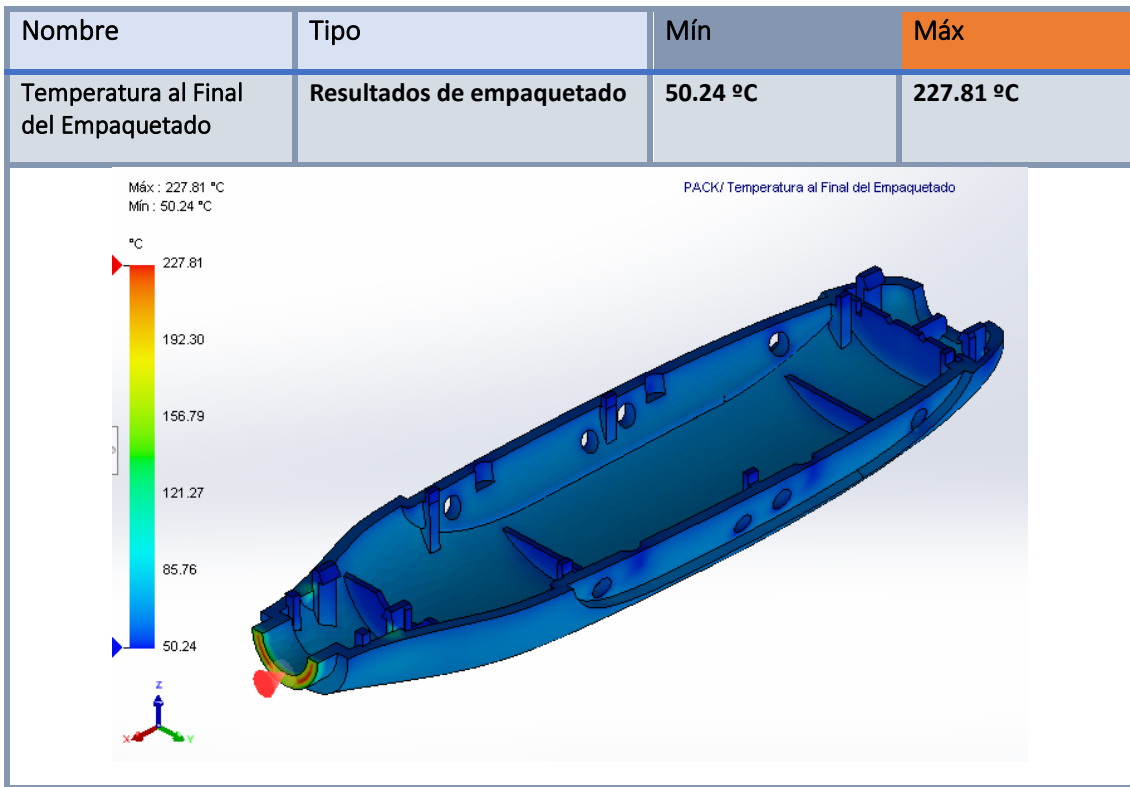 Nombre
Tipo
Mín
Máx
Temperatura al Final
del Empaquetado
Resultados de empaquetado
50.24 ºC
227.81 ºC
Máx : 227.81 °C
Mín : 50.24 °C
PACK/ Temperatura al Final del Empaquetado
°C
227.81
192.30
156.79
121.27
85.76
50.24
Z
X
Y